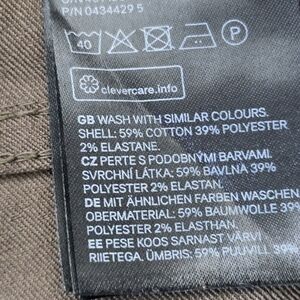 P/N 0434429 5
40 P
clevercare.info
GB WASH WITH SIMILAR COLOURS.
SHELL: 59% COTTON 39% POLYESTER
2% ELASTANE.
CZ PERTE S PODOBNÝMI BARVAMI.
SVRCHNÍ LÁTKA: 59% BAVLNA 39%
POLYESTER 2% ELASTAN.
DE MIT ÄHNLICHEN FARBEN WASCHEN
OBERMATERIAL: 59% BAUMWOLLE 39%
POLYESTER 2% ELASTHAN.
EE PESE KOOS SARNAST VÄRVI
RIIETEGA. ÜMBRIS: 59% PUUVILL 39%